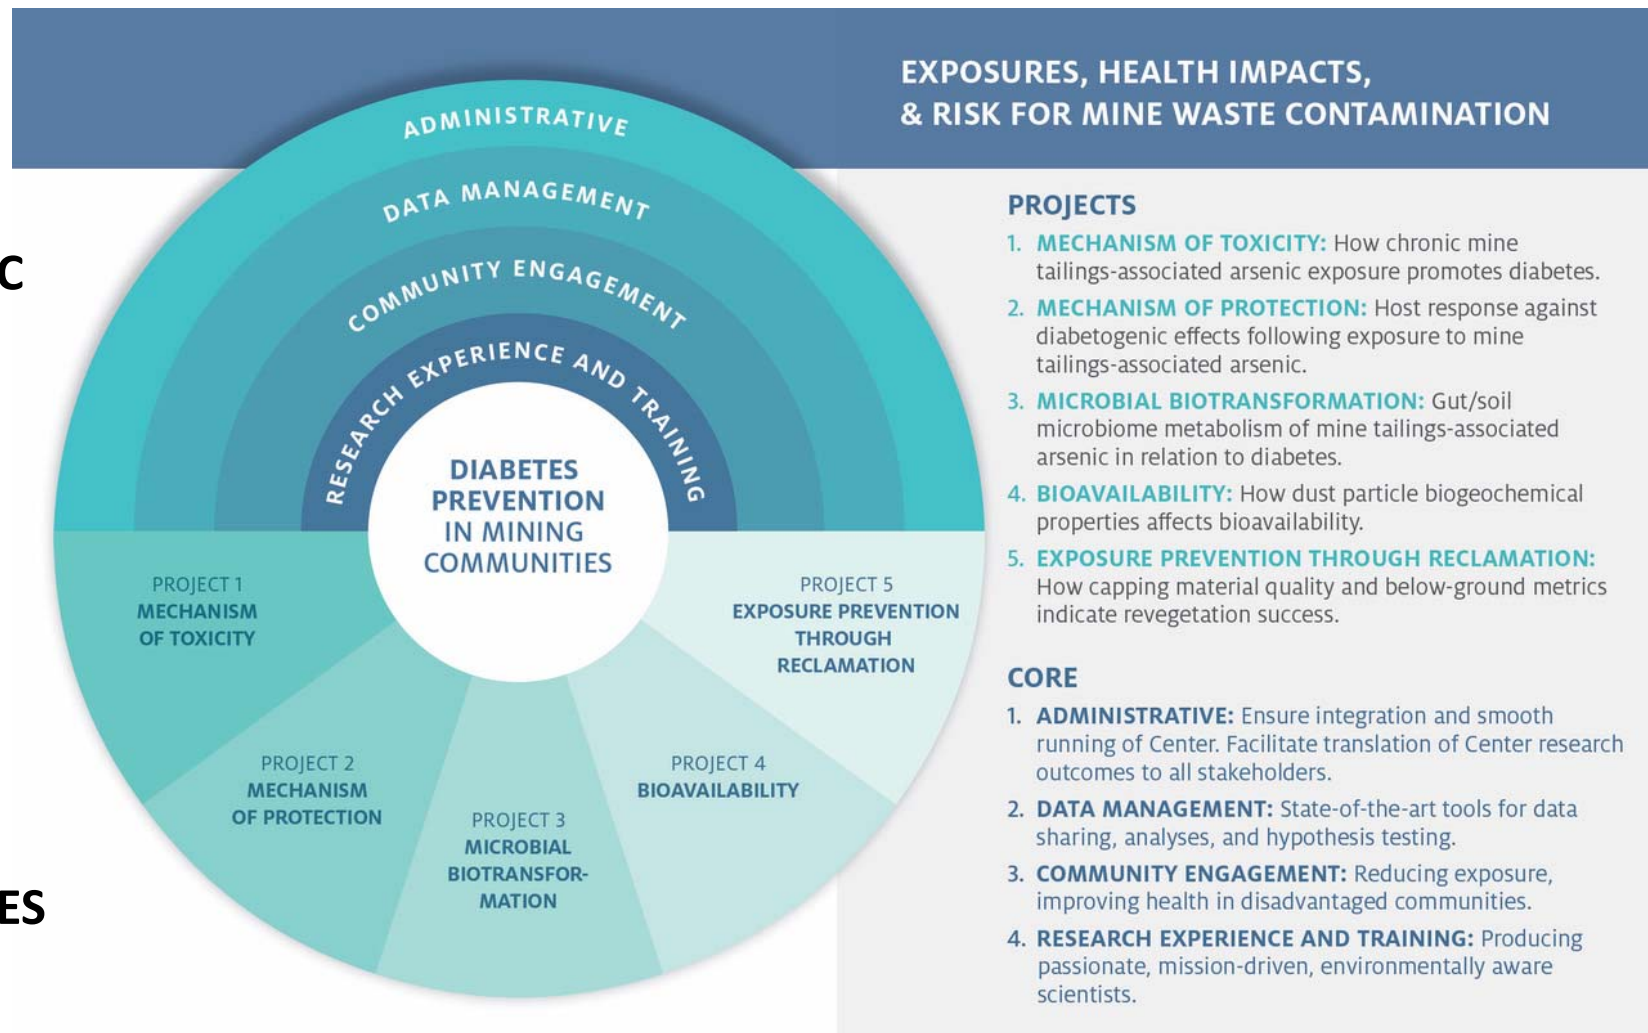 EXPOSURES, HEALTH IMPACTS,
& RISK FOR MINE WASTE CONTAMINATION
ADMINISTRATIVE
DATA MANAGEMENT
COMMUNITY ENGAGEMENT
RESEARCH EXPERIENCE AND TRAINING
DIABETES
PREVENTION
IN MINING
COMMUNITIES
PROJECT 1
MECHANISM
OF TOXICITY
PROJECT 2
MECHANISM
OF PROTECTION
PROJECT 3
MICROBIAL
BIOTRANSFOR-
MATION
PROJECT 4
BIOAVAILABILITY
PROJECT 5
EXPOSURE PREVENTION
THROUGH
RECLAMATION
C
ES
PROJECTS
1. MECHANISM OF TOXICITY: How chronic mine
tailings-associated arsenic exposure promotes diabetes.
2. MECHANISM OF PROTECTION: Host response against
diabetogenic effects following exposure to mine
tailings-associated arsenic.
3. MICROBIAL BIOTRANSFORMATION: Gut/soil
microbiome metabolism of mine tailings-associated
arsenic in relation to diabetes.
4. BIOAVAILABILITY: How dust particle biogeochemical
properties affects bioavailability.
5. EXPOSURE PREVENTION THROUGH RECLAMATION:
How capping material quality and below-ground metrics
indicate revegetation success.
CORE
1. ADMINISTRATIVE: Ensure integration and smooth
running of Center. Facilitate translation of Center research
outcomes to all stakeholders.
2. DATA MANAGEMENT: State-of-the-art tools for data
sharing, analyses, and hypothesis testing.
3. COMMUNITY ENGAGEMENT: Reducing exposure,
improving health in disadvantaged communities.
4. RESEARCH EXPERIENCE AND TRAINING: Producing
passionate, mission-driven, environmentally aware
scientists.